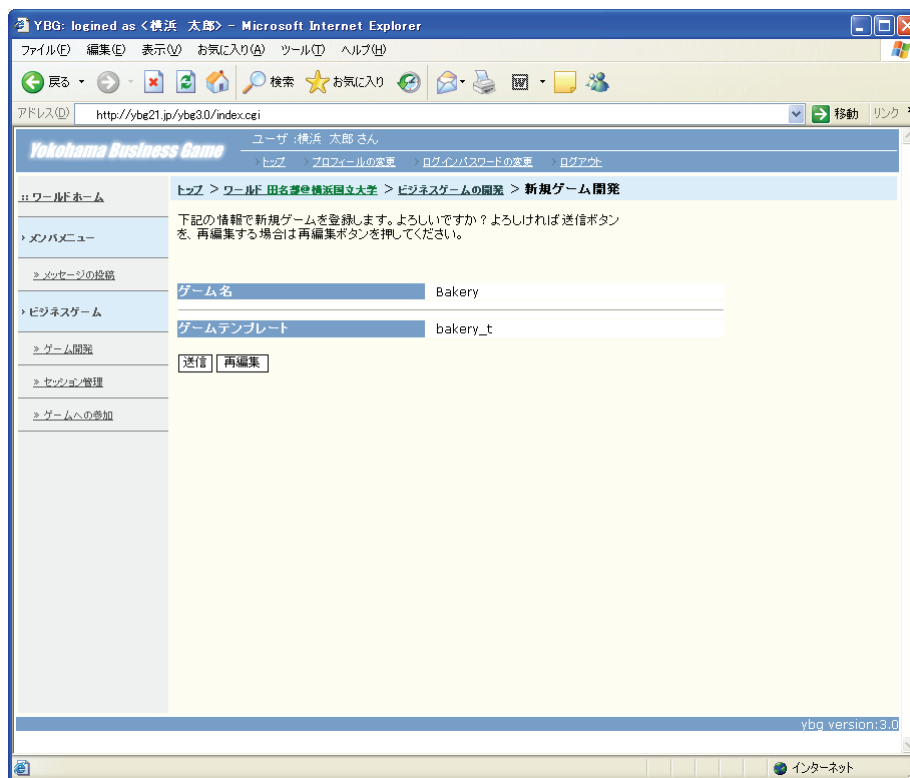 YBG: logined as <横浜 太郎> - Microsoft Internet Explorer
ファイル(F) 編集(E) 表示(V) お気に入り(A) ツール(T) ヘルプ(H)
戻る 検索 お気に入り
アドレス(D) http://ybg21.jp/ybg3.0/index.cgi 移動 リンク
Yokohama Business Game
ユーザ :横浜 太郎 さん
› トップ › プロフィールの変更 › ログインパスワードの変更 › ログアウト
:: ワールドホーム
› メンバメニュー
» メッセージの投稿
› ビジネスゲーム
» ゲーム開発
» セッション管理
» ゲームへの参加
トップ > ワールド 田名部@横浜国立大学 > ビジネスゲームの開発 > 新規ゲーム開発
下記の情報で新規ゲームを登録します。よろしいですか？よろしければ送信ボタン
を、再編集する場合は再編集ボタンを押してください。
ゲーム名 Bakery
ゲームテンプレート bakery_t
送信 再編集
ybg version:3.0
インターネット